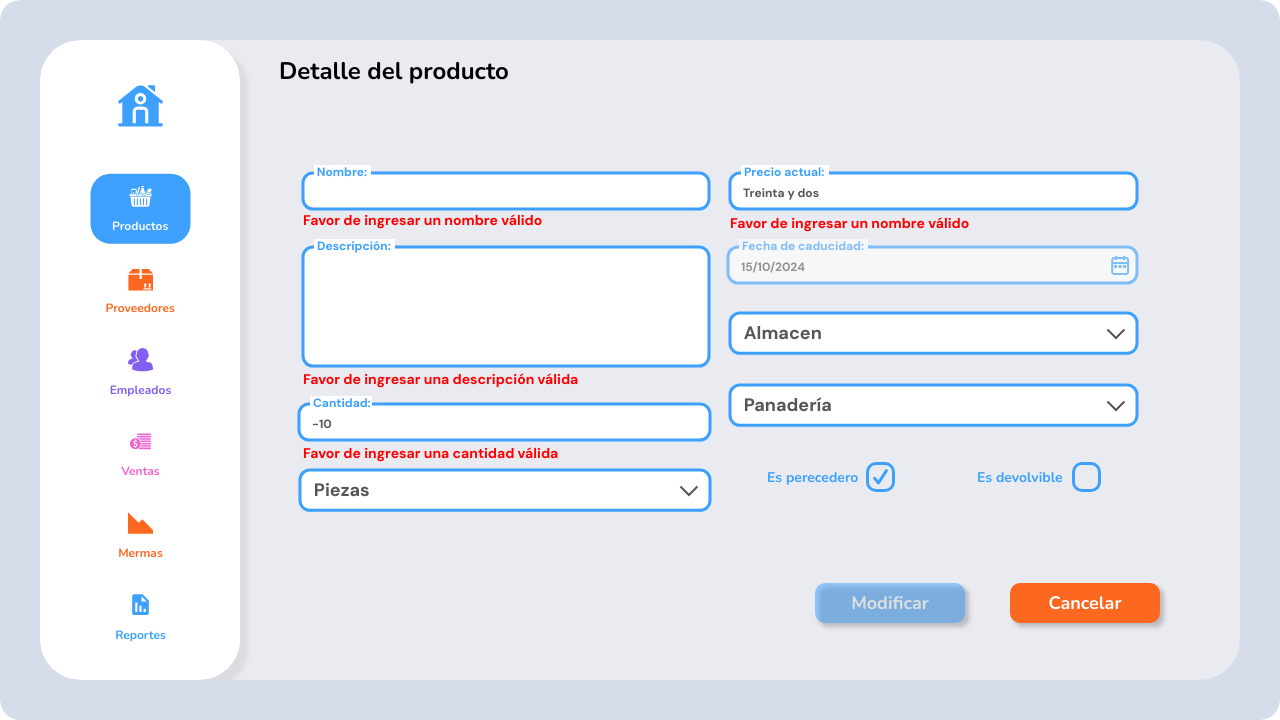 Detalle del producto
Productos
Proveedores
Empleados
Ventas
Mermas
Reportes
Nombre:
Favor de ingresar un nombre válido
Descripción:
Favor de ingresar una descripción válida
Cantidad:
-10
Favor de ingresar una cantidad válida
Piezas
Precio actual:
Treinta y dos
Favor de ingresar un nombre válido
Fecha de caducidad:
15/10/2024
Almacen
Panadería
Es perecedero
Es devolvible
Modificar
Cancelar